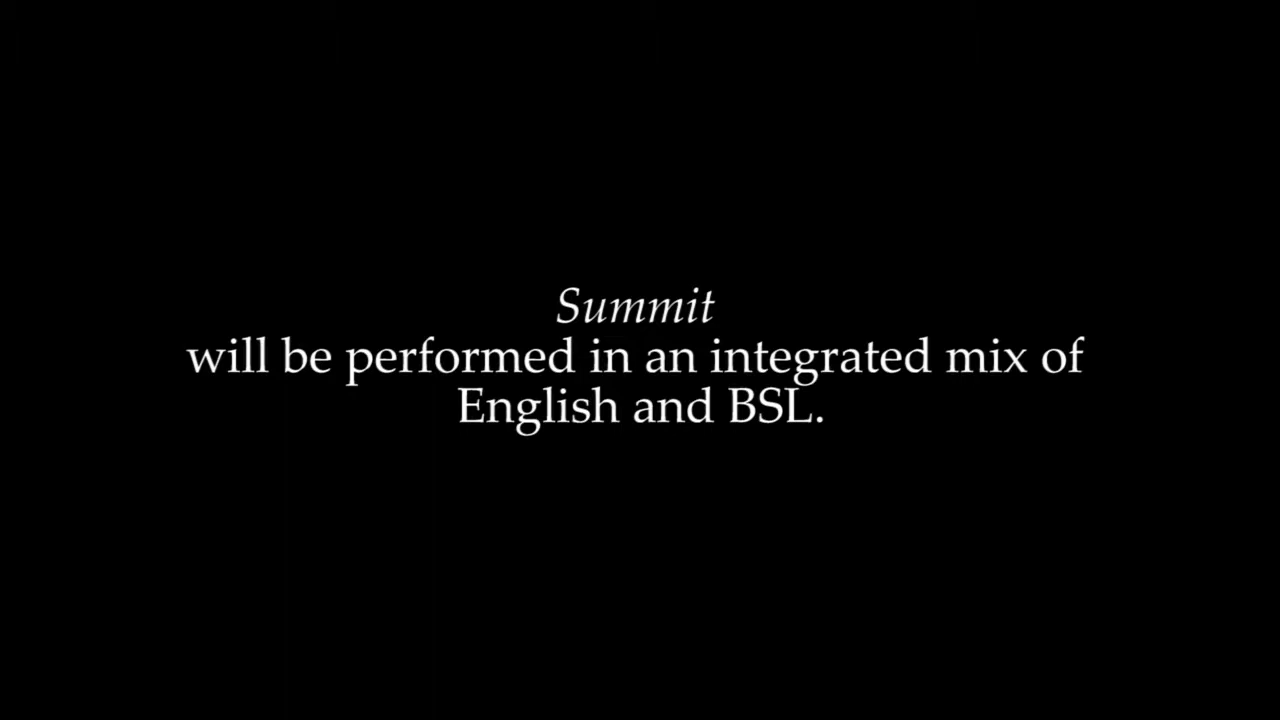 Summit
will be performed in an integrated mix of
English and BSL.